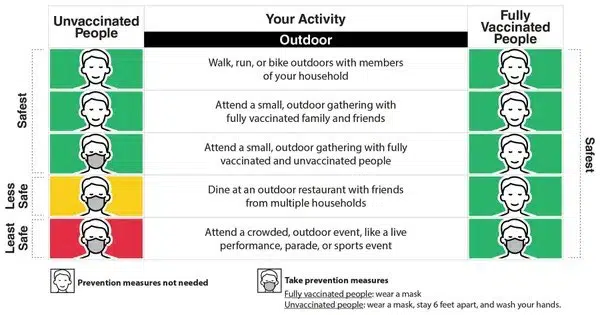 Unvaccinated
People
Your Activity
Fully
Vaccinated
People
Outdoor
Safest
Less
Safe
Least
Safe
Walk, run, or bike outdoors with members
of your household
Attend a small, outdoor gathering with
fully vaccinated family and friends
Attend a small, outdoor gathering with fully
vaccinated and unvaccinated people
Dine at an outdoor restaurant with friends
from multiple households
Attend a crowded, outdoor event, like a live
performance, parade, or sports event
Safest
Prevention measures not needed
Take prevention measures
Fully vaccinated people: wear a mask
Unvaccinated people: wear a mask, stay 6 feet apart, and wash your hands.